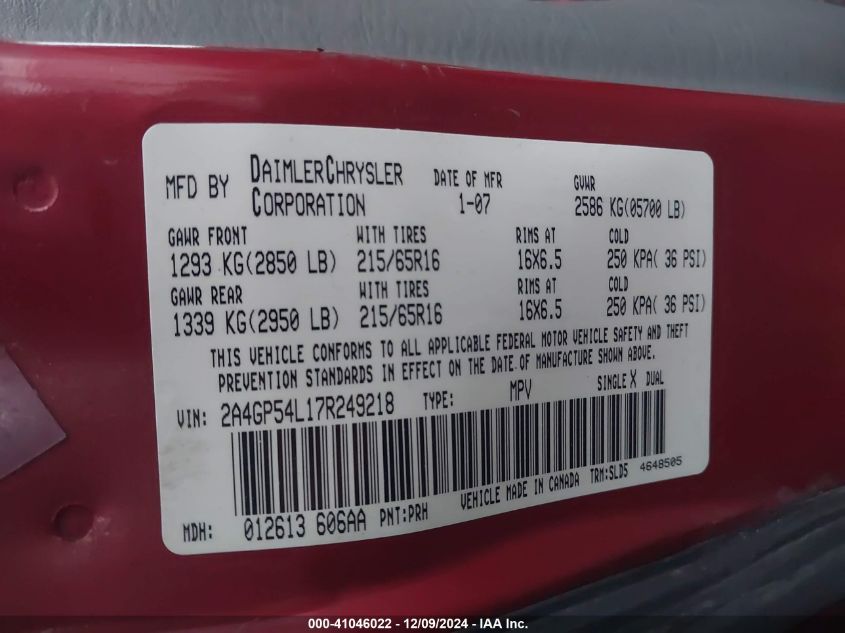 MFD BY DAIMLERCHRYSLER CORPORATION DATE OF MFR 1-07 GVWR 2586 KG(05700 LB)
GAWR FRONT WITH TIRES RIMS AT COLD
1293 KG(2850 LB) 215/65R16 16X6.5 250 KPA( 36 PSI)
GAWR REAR WITH TIRES RIMS AT COLD
1339 KG(2950 LB) 215/65R16 16X6.5 250 KPA( 36 PSI)
THIS VEHICLE CONFORMS TO ALL APPLICABLE FEDERAL MOTOR VEHICLE SAFETY AND THEFT
PREVENTION STANDARDS IN EFFECT ON THE DATE OF MANUFACTURE SHOWN ABOVE.
VIN: 2A4GP54L17R249218 TYPE: MPV SINGLE X DUAL
MDH: 012613 606AA PNT:PRH VEHICLE MADE IN CANADA TRM:SLD5 4648505
000-41046022 - 12/09/2024 - IAA Inc.